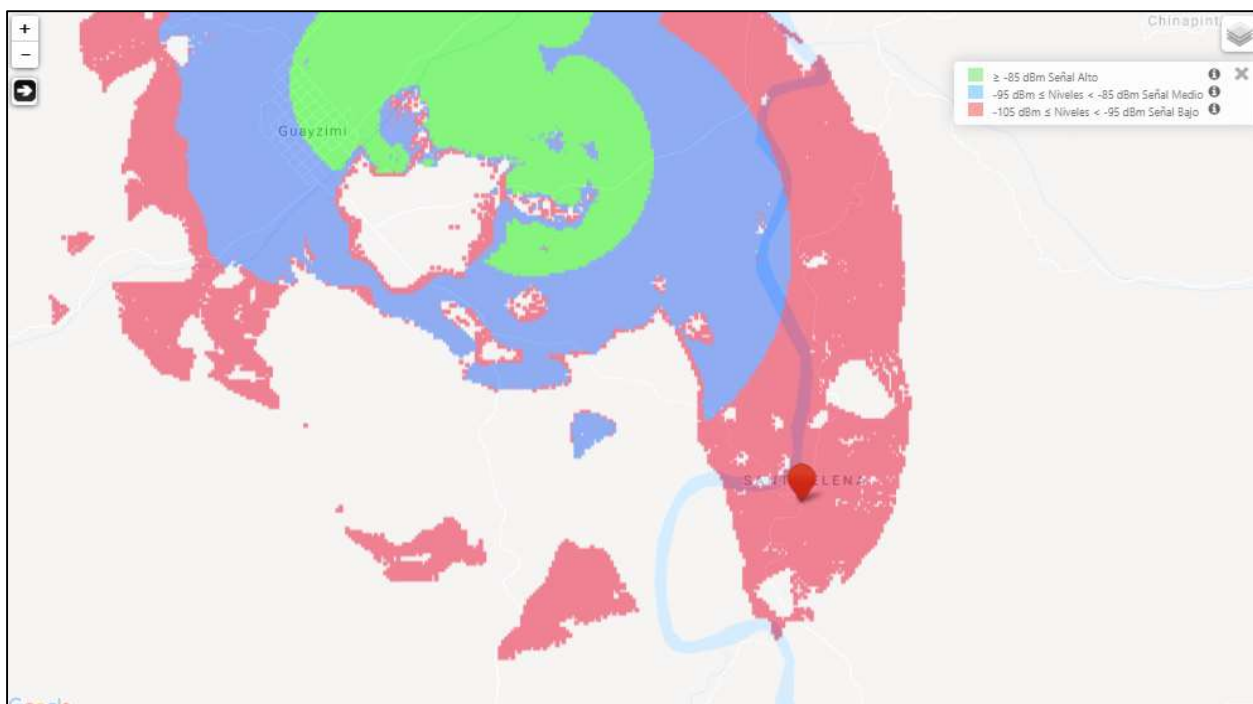 +
Chinapint
−
≥ -85 dBm Señal Alto
-95 dBm ≤ Niveles < -85 dBm Señal Medio
-105 dBm ≤ Niveles < -95 dBm Señal Bajo
Guayzimi
Google